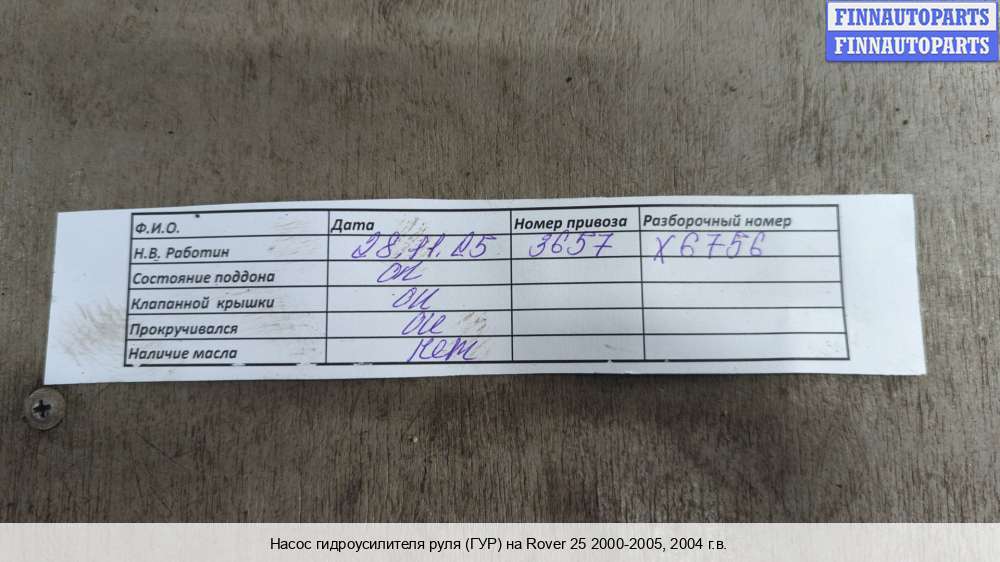 FINNAUTOPARTS
FINNAUTOPARTS
Ф.И.О. Дата Номер привоза Разборочный номер
Н.В. Работин 28.11.25 3657 X6756
Состояние поддона ок
Клапанной крышки ок
Прокручивался ок
Наличие масла нет
Насос гидроусилителя руля (ГУР) на Rover 25 2000-2005, 2004 г.в.